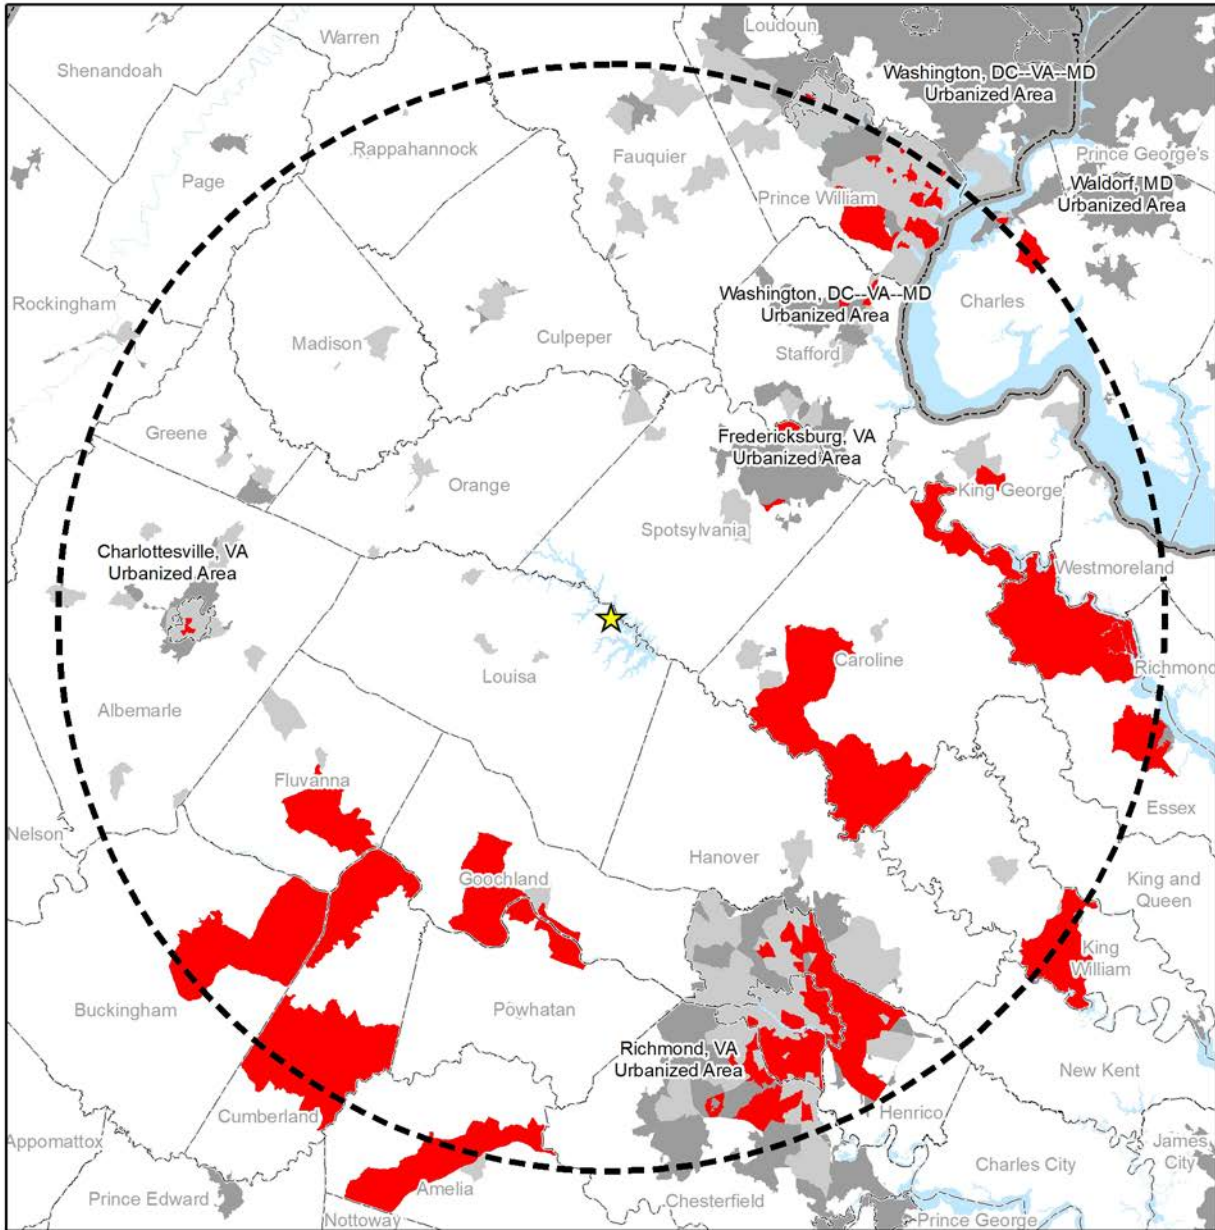 Loudoun
Warren
Shenandoah
Washington, DC--VA--MD
Urbanized Area
Rappahannock
Fauquier
Prince George's
Page
Waldorf, MD
Urbanized Area
Prince William
Rockingham
Washington, DC--VA--MD
Urbanized Area
Charles
Madison
Culpeper
Stafford
Greene
Fredericksburg, VA
Urbanized Area
Orange
King George
Spotsylvania
Charlottesville, VA
Urbanized Area
Westmoreland
Louisa
Caroline
Richmond
Albemarle
Fluvanna
Essex
Nelson
Hanover
Goochland
King and
Queen
King
William
Buckingham
Powhatan
Richmond, VA
Urbanized Area
New Kent
Cumberland
Henrico
Appomattox
James
City
Charles City
Amelia
Prince Edward
Chesterfield
Nottoway
Prince George